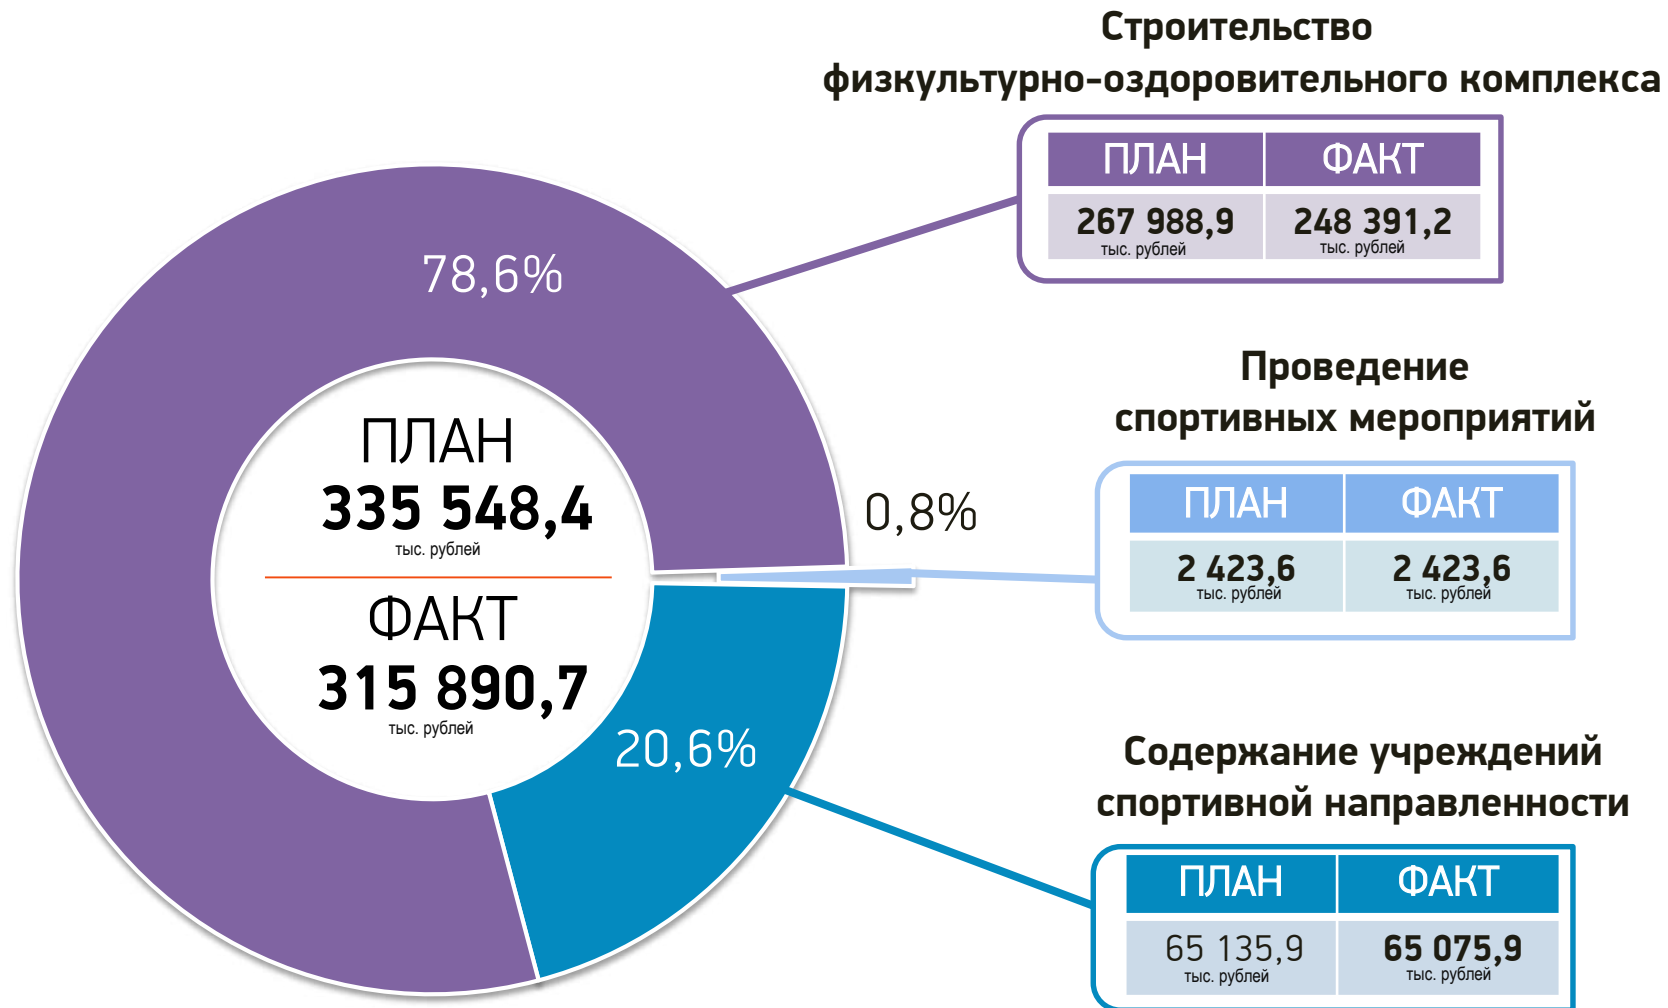 Строительство
физкультурно-оздоровительного комплекса
ПЛАН ФАКТ
267 988,9 248 391,2
тыс. рублей тыс. рублей
78,6%
ПЛАН
335 548,4
тыс. рублей
ФАКТ
315 890,7
тыс. рублей
0,8%
20,6%
Проведение
спортивных мероприятий
ПЛАН ФАКТ
2 423,6 2 423,6
тыс. рублей тыс. рублей
Содержание учреждений
спортивной направленности
ПЛАН ФАКТ
65 135,9 65 075,9
тыс. рублей тыс. рублей